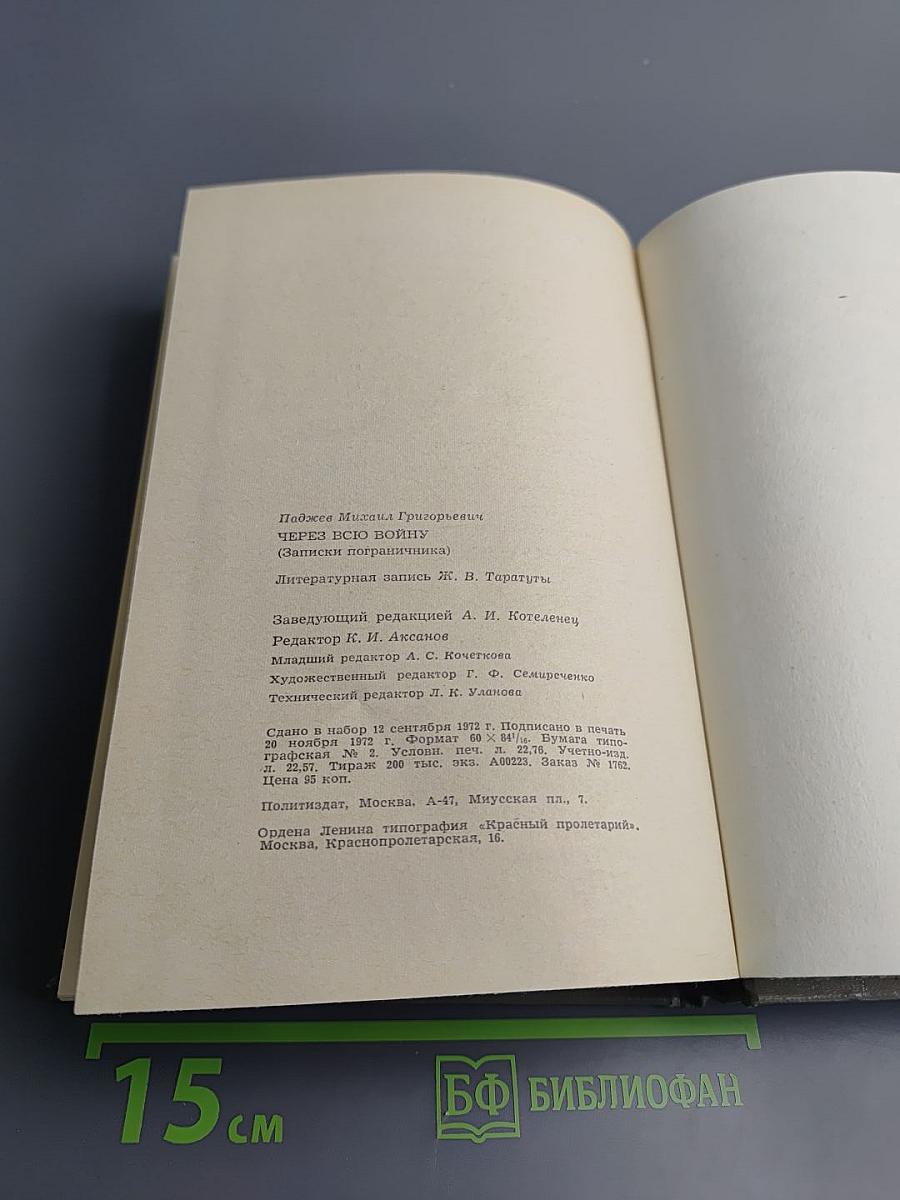 Паджев Михаил Григорьевич
ЧЕРЕЗ ВСЮ ВОЙНУ
(Записки пограничника)
Литературная запись Ж. В. Таратуты
Заведующий редакцией А. И. Котеленец
Редактор К. И. Аксанов
Младший редактор А. С. Кочеткова
Художественный редактор Г. Ф. Семиреченко
Технический редактор Л. К. Уланова
Сдано в набор 12 сентября 1972 г. Подписано в печать
20 ноября 1972 г. Формат 60 × 84¹/₁₆. Бумага типо-
графская № 2. Условн. печ. л. 22,76. Учетно-изд.
л. 22,57. Тираж 200 тыс. экз. А00223. Заказ № 1762.
Цена 95 коп.
Политиздат, Москва, А-47, Миусская пл., 7.
Ордена Ленина типография «Красный пролетарий».
Москва, Краснопролетарская, 16.
15 см
БФ БИБЛИОФАН